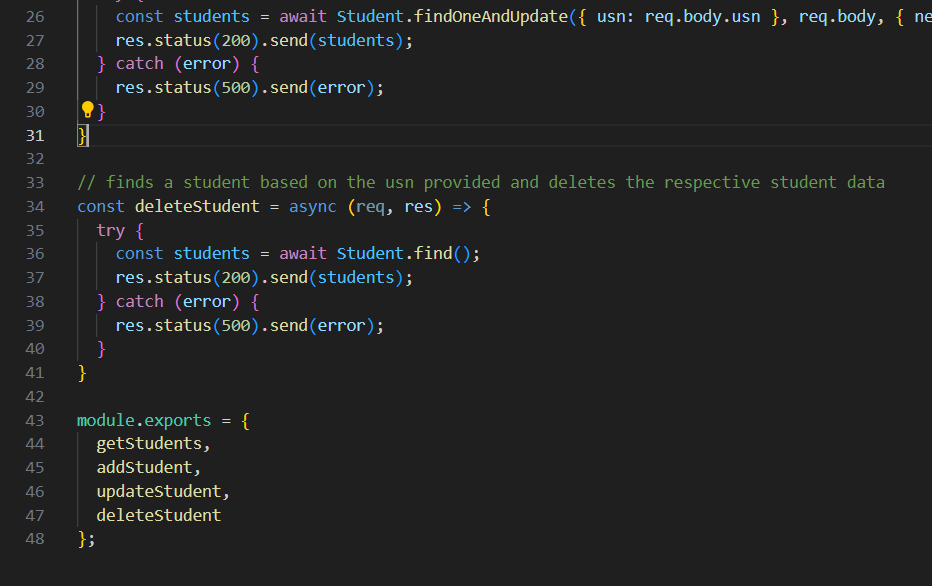 26 const students = await Student.findOneAndUpdate({ usn: req.body.usn }, req.body, { ne
27 res.status(200).send(students);
28 } catch (error) {
29 res.status(500).send(error);
30 }
31 }
32
33 // finds a student based on the usn provided and deletes the respective student data
34 const deleteStudent = async (req, res) => {
35 try {
36 const students = await Student.find();
37 res.status(200).send(students);
38 } catch (error) {
39 res.status(500).send(error);
40 }
41 }
42
43 module.exports = {
44 getStudents,
45 addStudent,
46 updateStudent,
47 deleteStudent
48 };